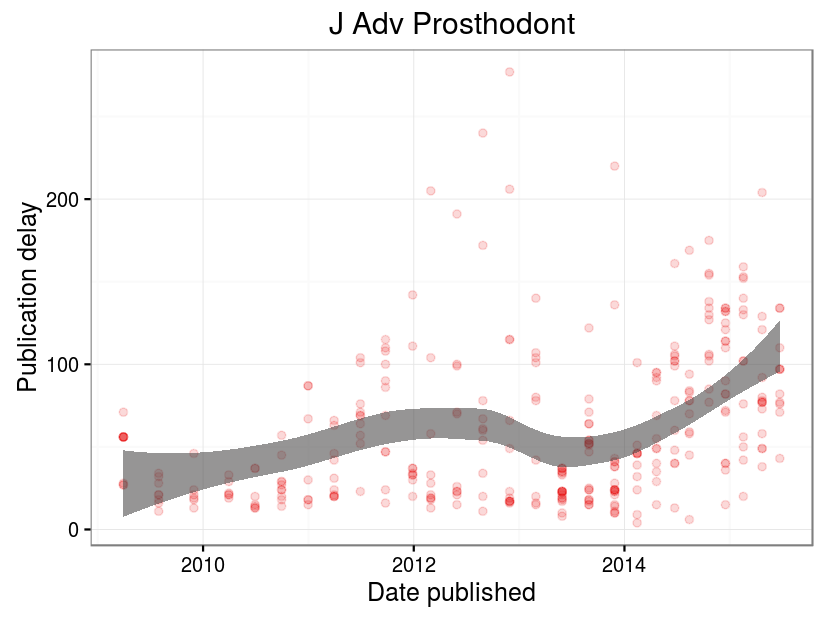 J Adv Prosthodont
Publication delay
200
100
0
2010 2012 2014
Date published